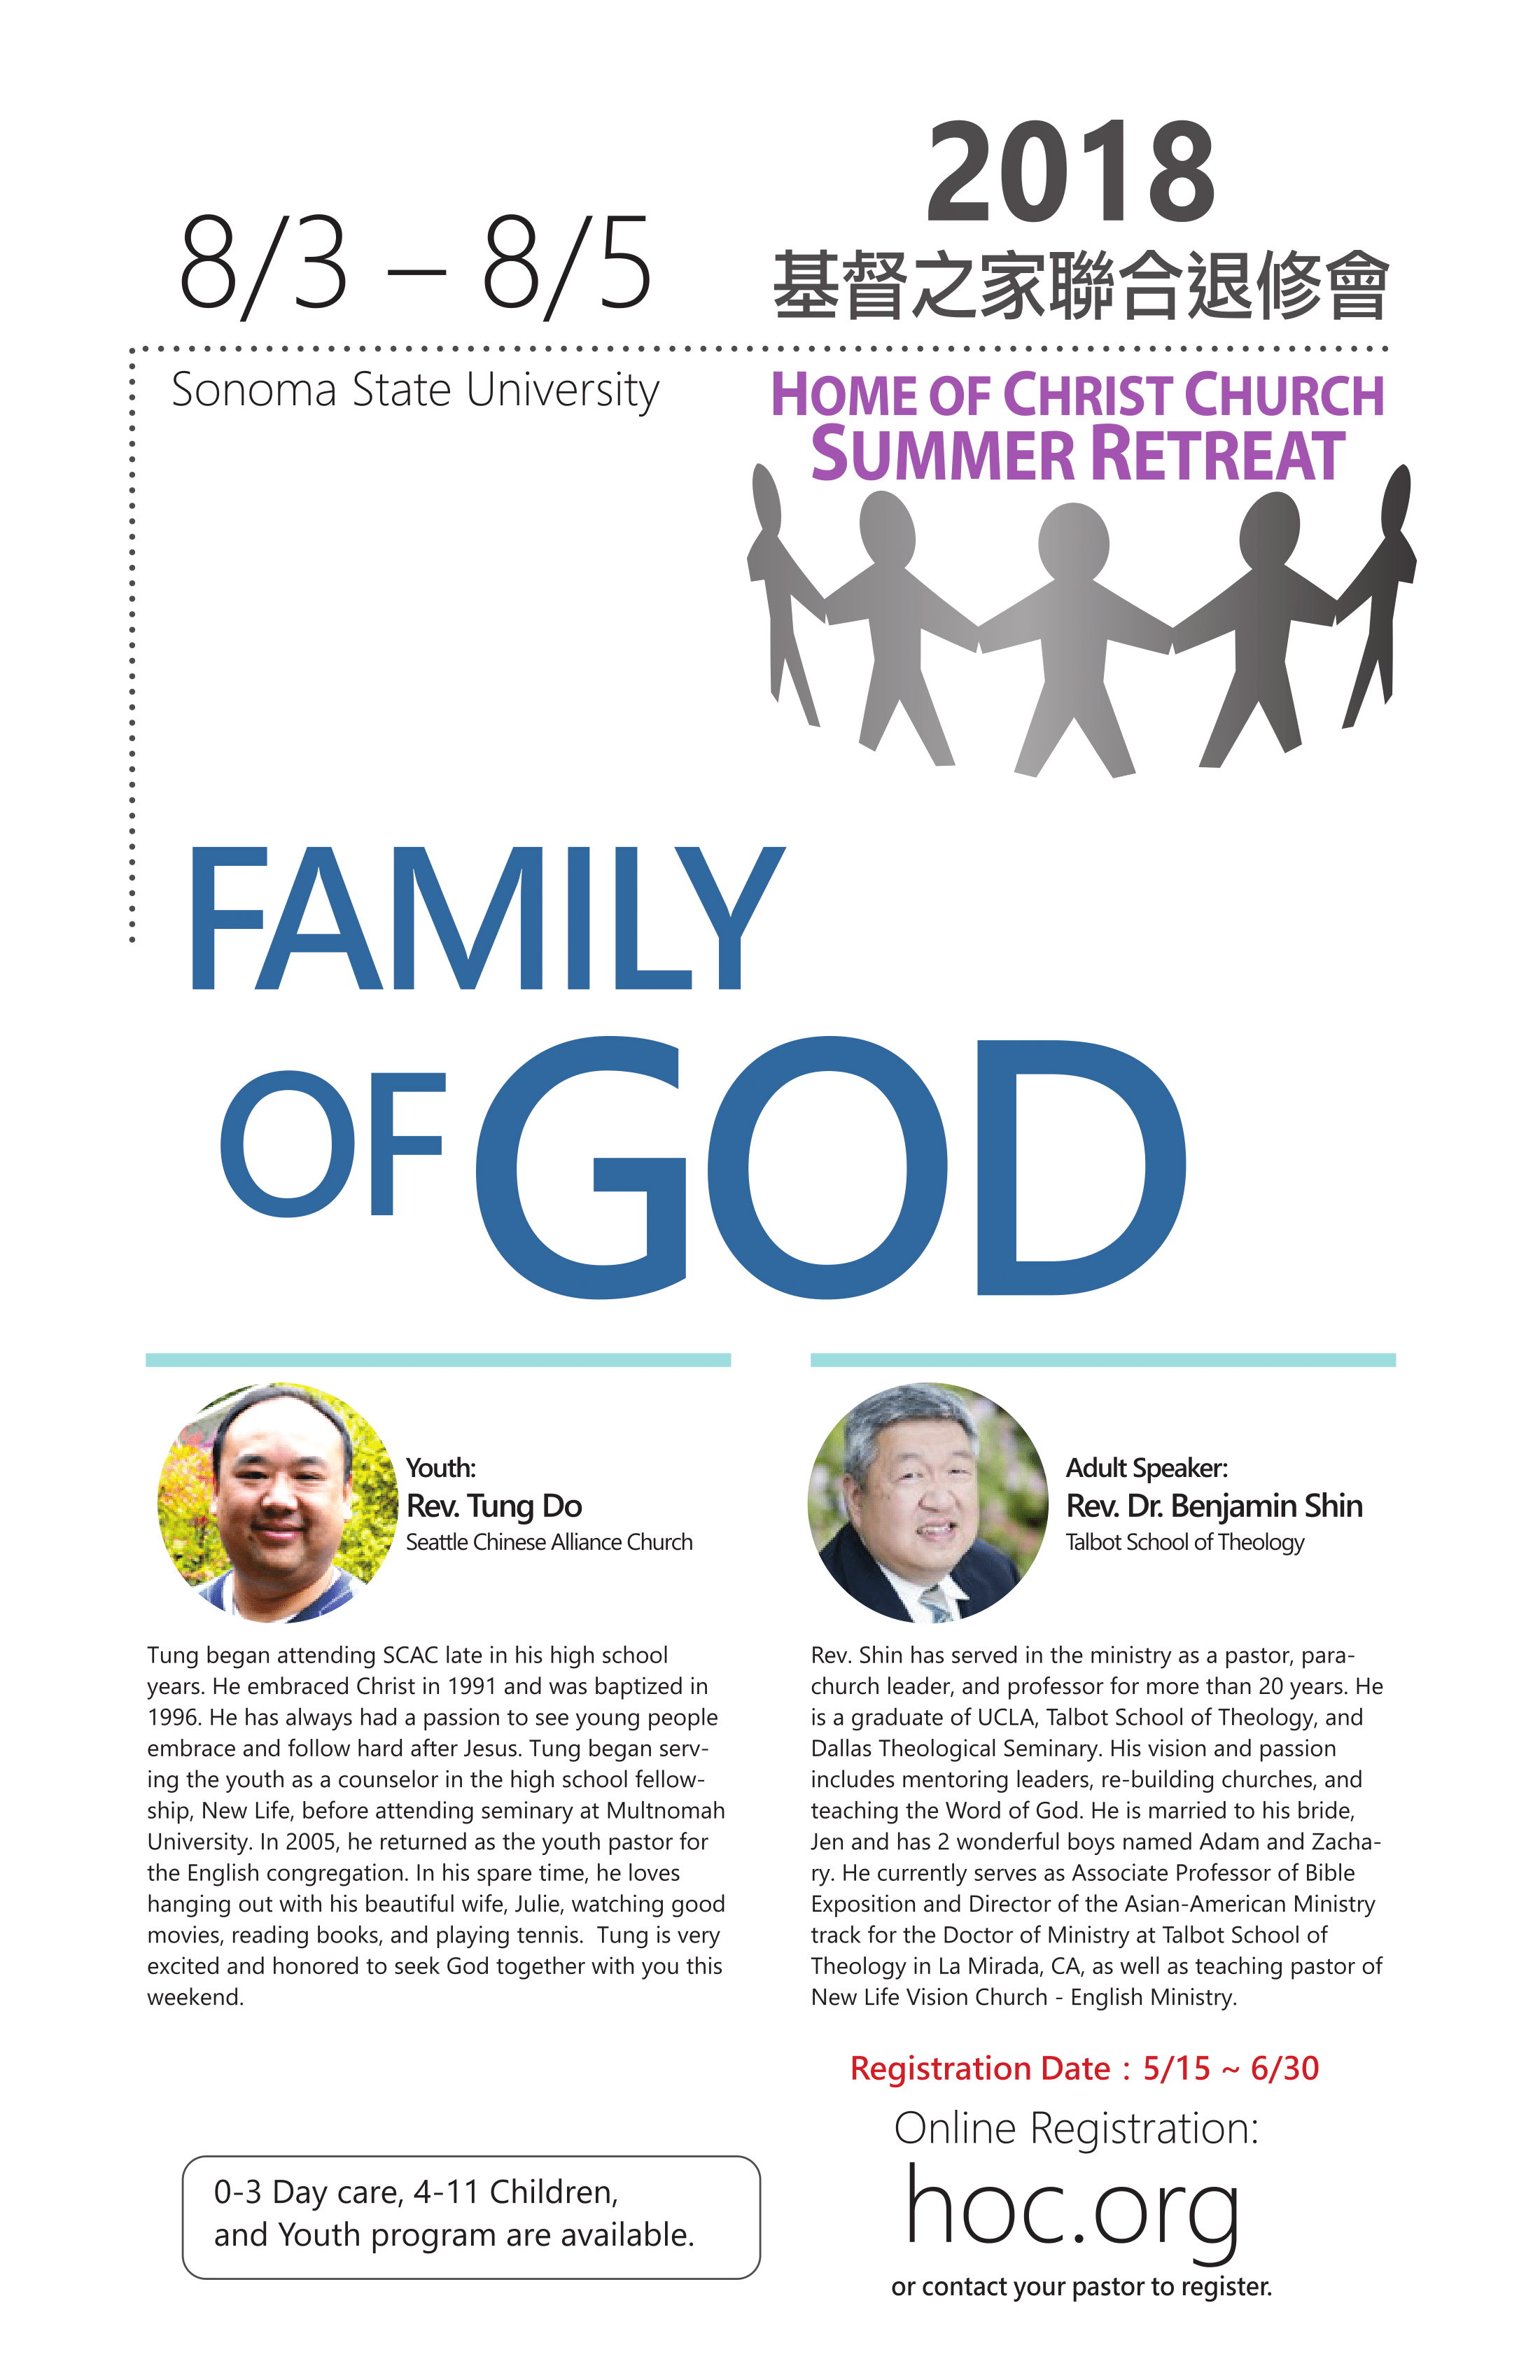 8/3 – 8/5
Sonoma State University
2018
基督之家聯合退修會
HOME OF CHRIST CHURCH
SUMMER RETREAT
FAMILY
OF GOD
Youth:
Rev. Tung Do
Seattle Chinese Alliance Church
Tung began attending SCAC late in his high school
years. He embraced Christ in 1991 and was baptized in
1996. He has always had a passion to see young people
embrace and follow hard after Jesus. Tung began serv-
ing the youth as a counselor in the high school fellow-
ship, New Life, before attending seminary at Multnomah
University. In 2005, he returned as the youth pastor for
the English congregation. In his spare time, he loves
hanging out with his beautiful wife, Julie, watching good
movies, reading books, and playing tennis.  Tung is very
excited and honored to seek God together with you this
weekend.
Adult Speaker:
Rev. Dr. Benjamin Shin
Talbot School of Theology
Rev. Shin has served in the ministry as a pastor, para-
church leader, and professor for more than 20 years. He
is a graduate of UCLA, Talbot School of Theology, and
Dallas Theological Seminary. His vision and passion
includes mentoring leaders, re-building churches, and
teaching the Word of God. He is married to his bride,
Jen and has 2 wonderful boys named Adam and Zacha-
ry. He currently serves as Associate Professor of Bible
Exposition and Director of the Asian-American Ministry
track for the Doctor of Ministry at Talbot School of
Theology in La Mirada, CA, as well as teaching pastor of
New Life Vision Church - English Ministry.
0-3 Day care, 4-11 Children,
and Youth program are available.
Registration Date：5/15 ~ 6/30
Online Registration:
hoc.org
or contact your pastor to register.